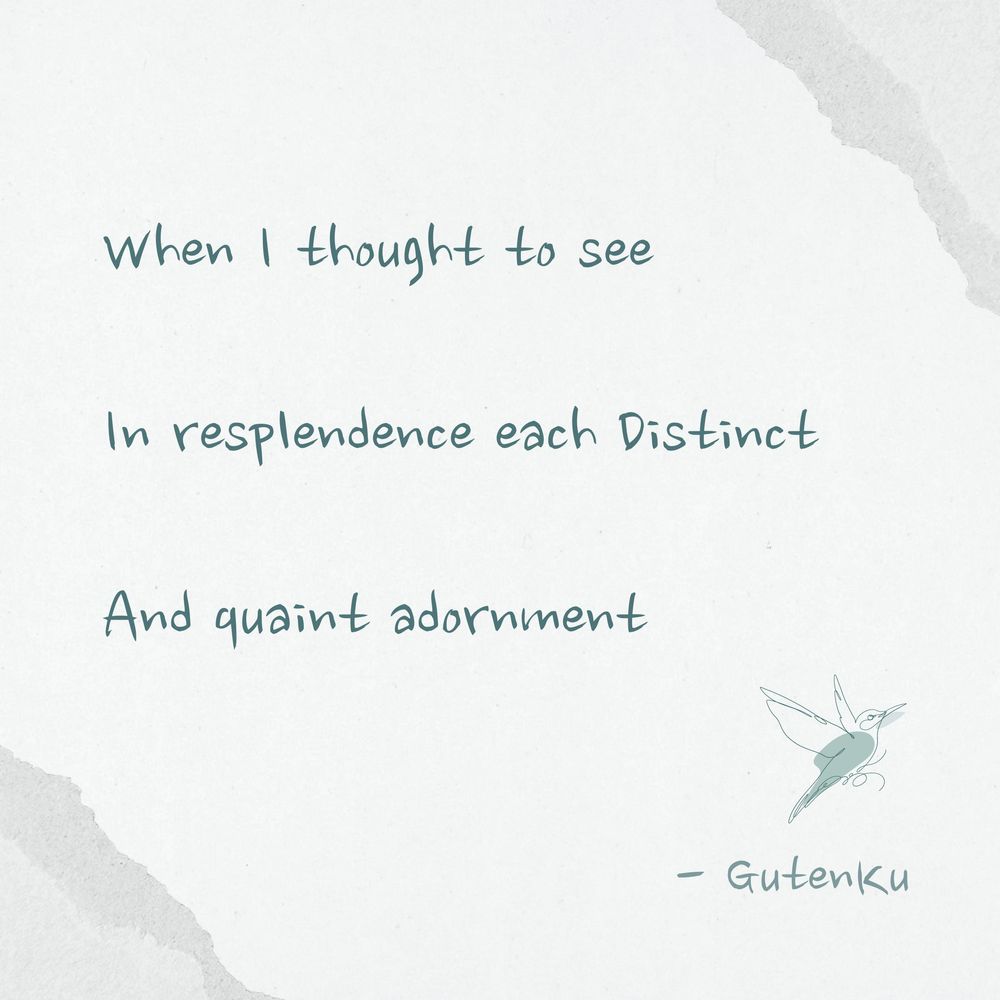 When I thought to see
In resplendence each Distinct
And quaint adornment
- Gutenku